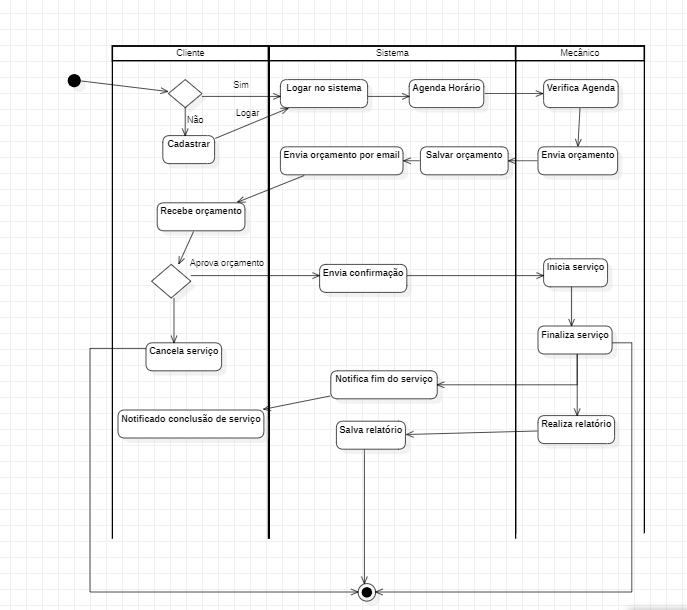 Cliente
Sistema
Mecânico
Sim
Logar no sistema
Agenda Horário
Verifica Agenda
Não
Logar
Cadastrar
Envia orçamento por email
Salvar orçamento
Envia orçamento
Recebe orçamento
Aprova orçamento
Envia confirmação
Inicia serviço
Finaliza serviço
Cancela serviço
Notifica fim do serviço
Notificado conclusão de serviço
Salva relatório
Realiza relatório